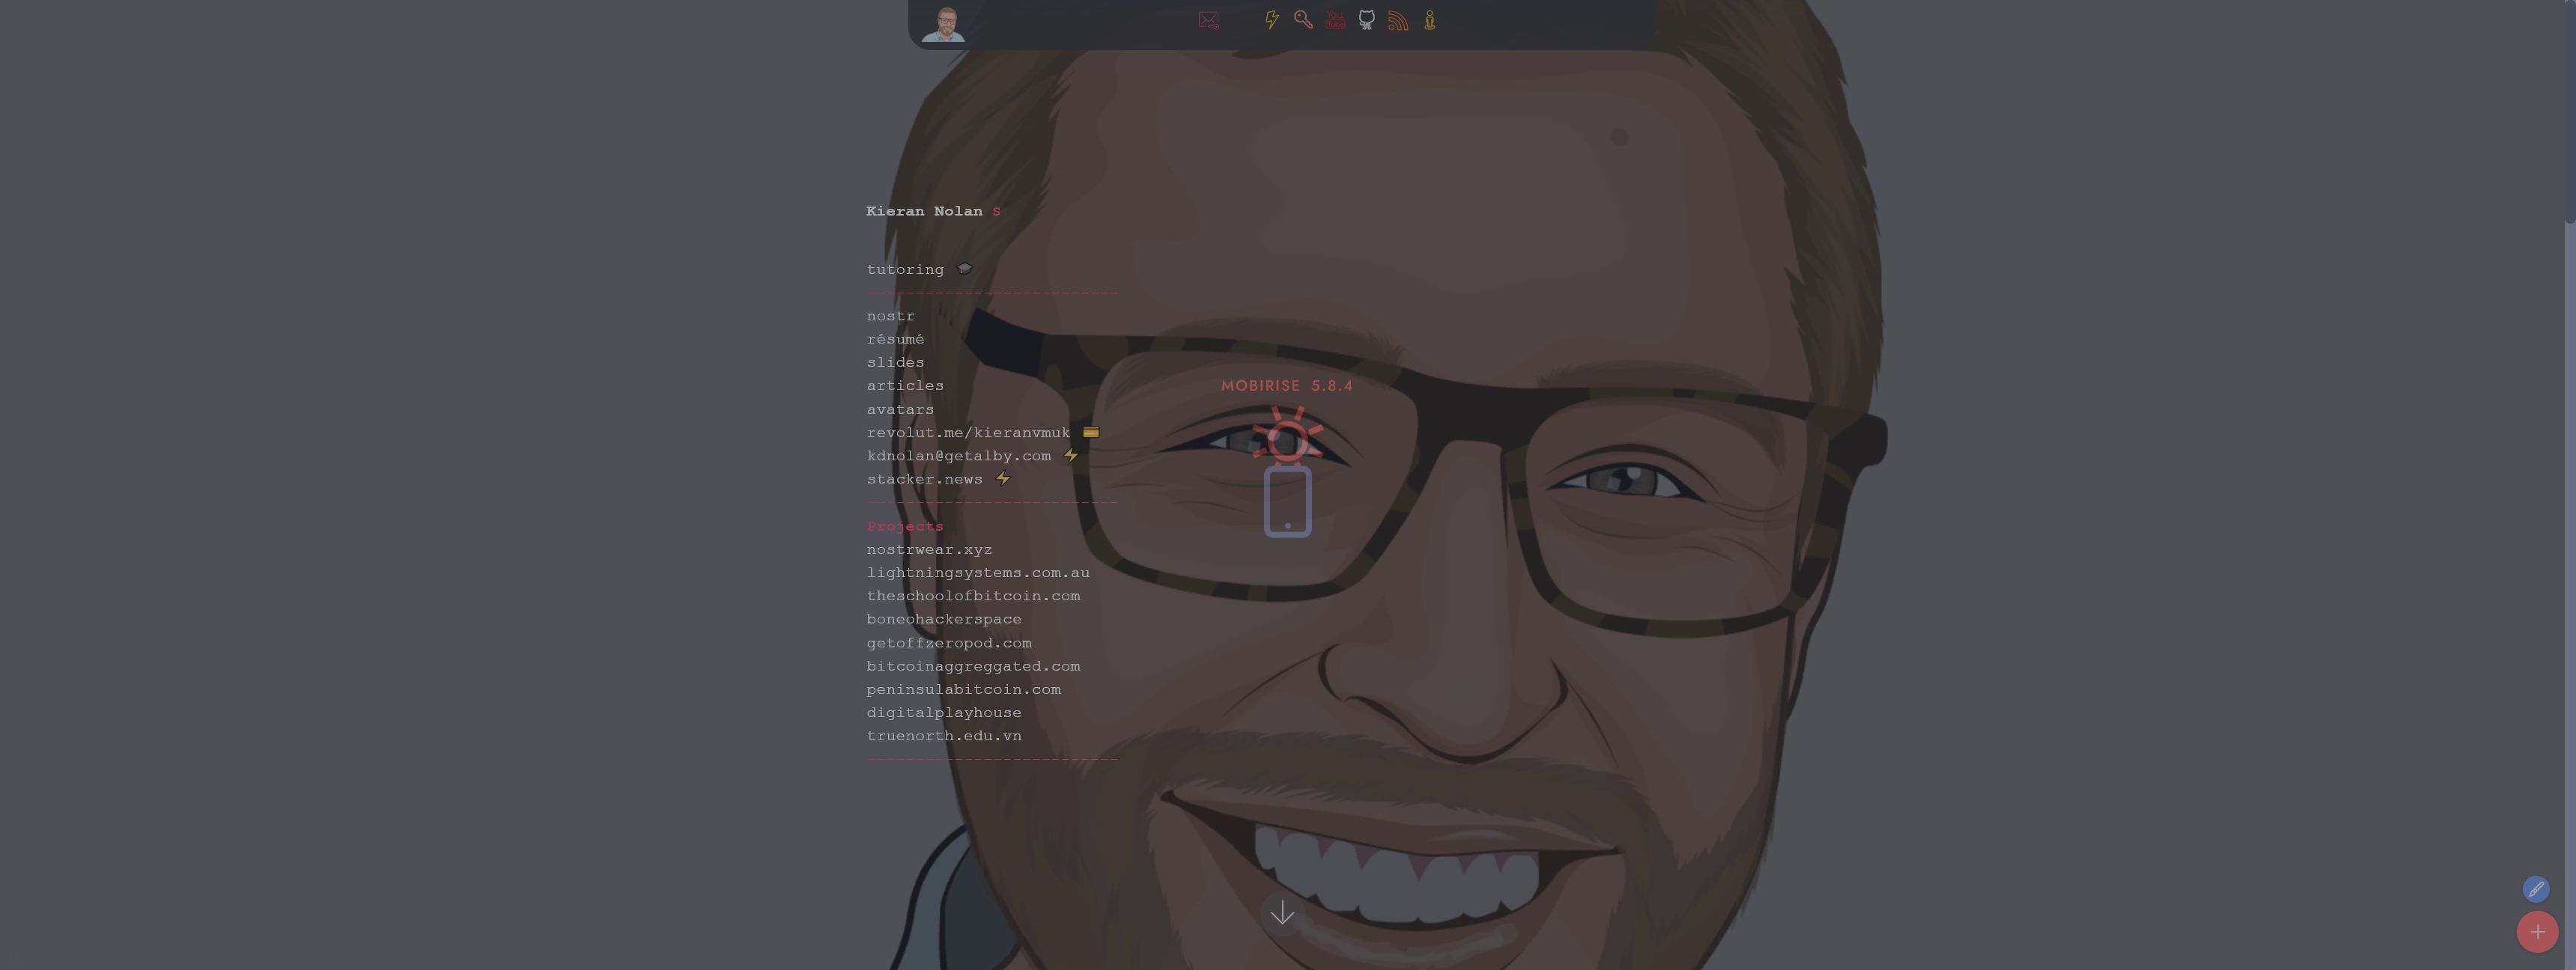 Kieran Nolan s
tutoring
nostr
résumé
slides
articles
avatars
MOBIRISE 5.8.4
revolut.me/kieranvmuk
kdnolan@getalby.com
stacker.news
Projects
nostrwear.xyz
lightningsystems.com.au
theschoolofbitcoin.com
boneohackerspace
getoffzeropod.com
bitcoinaggreggated.com
peninsulabitcoin.com
digitalplayhouse
truenorth.edu.vn